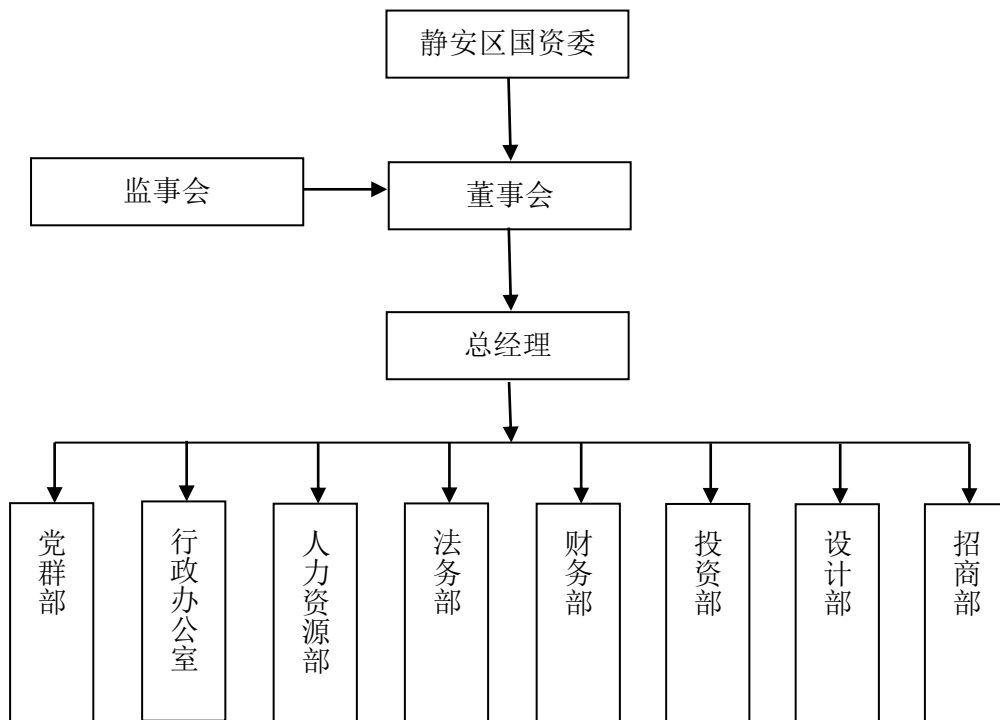 静安区国资委
监事会
董事会
总经理
党群部
行政办公室
人力资源部
法务部
财务部
投资部
设计部
招商部